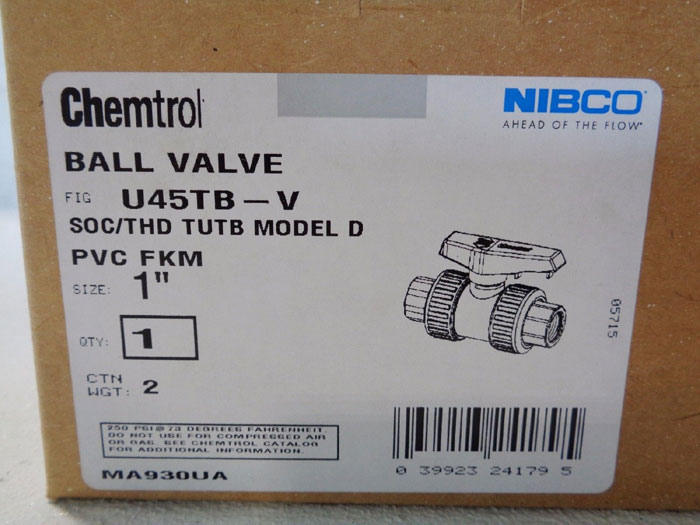 Chemtrol
NIBCO
AHEAD OF THE FLOW
BALL VALVE
FIG U45TB-V
SOC/THD TUTB MODEL D
PVC FKM
SIZE: 1"
QTY: 1
CTN
WGT: 2
05715
250 PSI @ 73 DEGREES FAHRENHEIT.
DO NOT USE FOR COMPRESSED AIR
OR GAS. SEE CHEMTROL CATALOG
FOR ADDITIONAL INFORMATION.
MA930UA
0 39923 24179 5